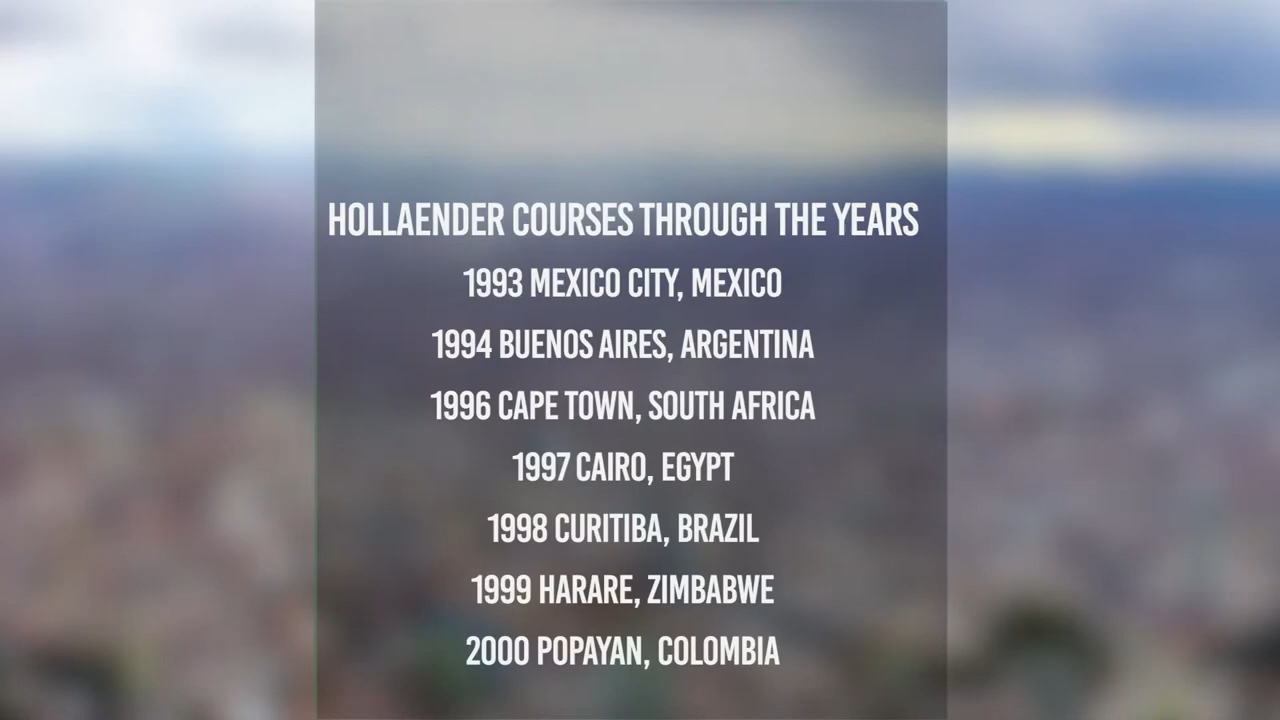 HOLLAENDER COURSES THROUGH THE YEARS
1993 MEXICO CITY, MEXICO
1994 BUENOS AIRES, ARGENTINA
1996 CAPE TOWN, SOUTH AFRICA
1997 CAIRO, EGYPT
1998 CURITIBA, BRAZIL
1999 HARARE, ZIMBABWE
2000 POPAYAN, COLOMBIA